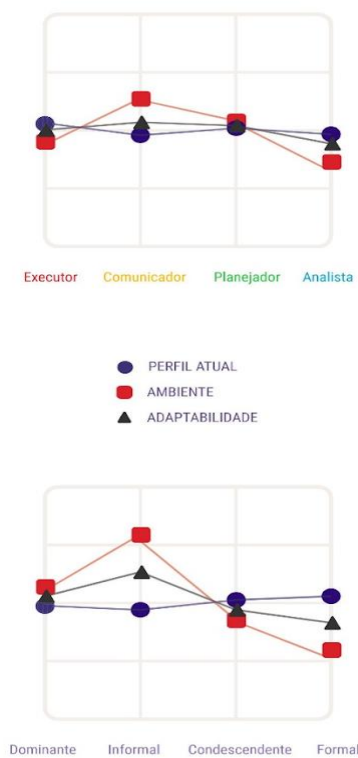 Executor Comunicador Planejador Analista
PERFIL ATUAL
AMBIENTE
ADAPTABILIDADE
Dominante Informal Condescendente Formal